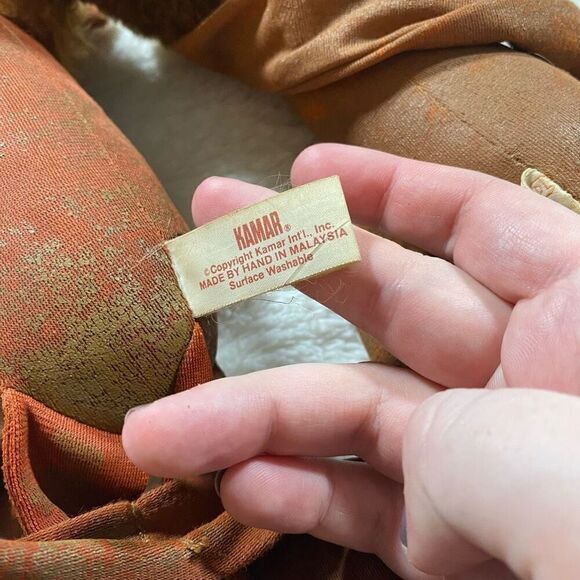 KAMAR®
©Copyright Kamar Int'l., Inc.
MADE BY HAND IN MALAYSIA
Surface Washable